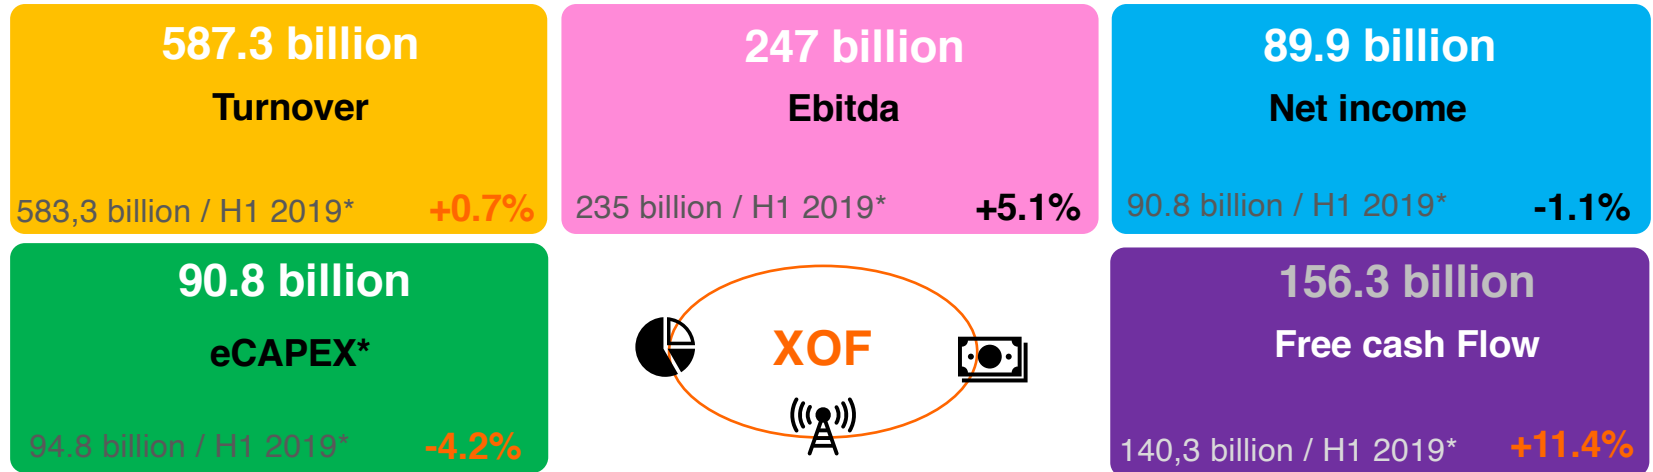 587.3 billion
Turnover
583,3 billion / H1 2019* +0.7%
247 billion
Ebitda
235 billion / H1 2019* +5.1%
89.9 billion
Net income
90.8 billion / H1 2019* -1.1%
90.8 billion
eCAPEX*
94.8 billion / H1 2019* -4.2%
XOF
156.3 billion
Free cash Flow
140,3 billion / H1 2019* +11.4%